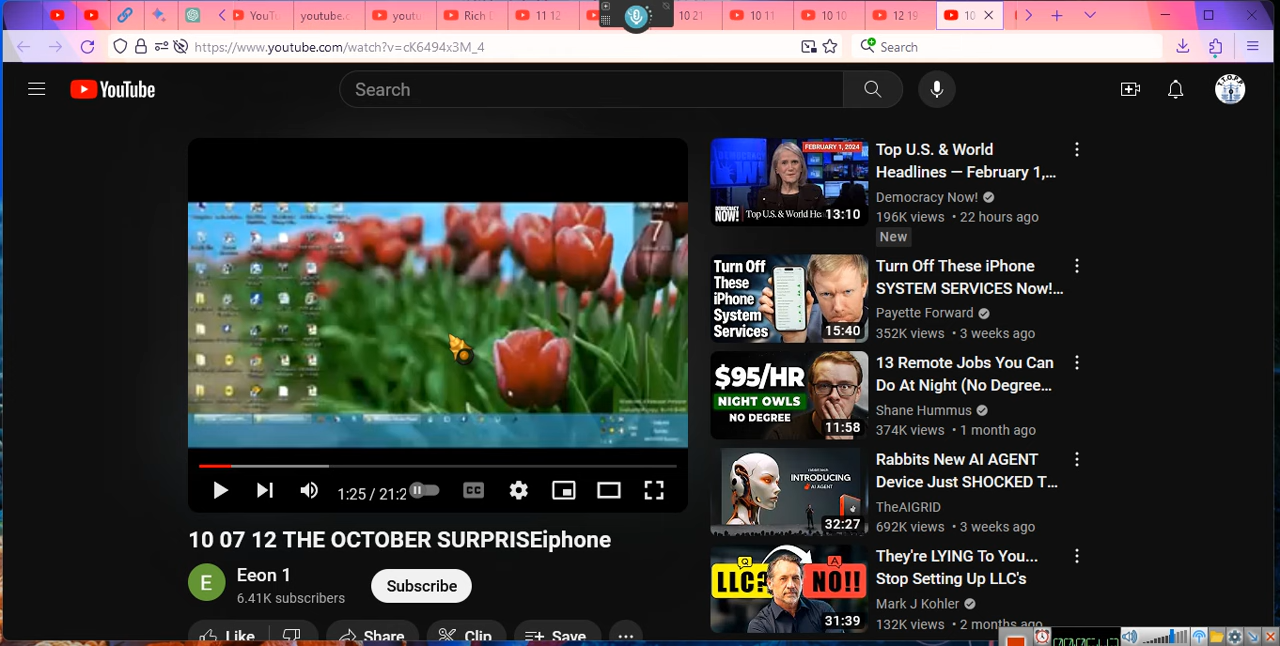 YouTu
youtube.c
youtu
Rich D
11 12
10 21
10 11
10 10
12 19
10
https://www.youtube.com/watch?v=cK6494x3M_4
Search
YouTube
Search
7
1:25 / 21:2
CC
10 07 12 THE OCTOBER SURPRISEiphone
E
Eeon 1
6.41K subscribers
Subscribe
Like
Share
Clip
Save
FEBRUARY 1, 2024
DEMOCRACY NOW!
Top U.S. & World He
13:10
Top U.S. & World
Headlines — February 1,...
Democracy Now!
196K views • 22 hours ago
New
Turn Off
These
iPhone
System
Services
15:40
Turn Off These iPhone
SYSTEM SERVICES Now!...
Payette Forward
352K views • 3 weeks ago
$95/HR
NIGHT OWLS
NO DEGREE
11:58
13 Remote Jobs You Can
Do At Night (No Degree...
Shane Hummus
374K views • 1 month ago
INTRODUCING
AI AGENT
32:27
Rabbits New AI AGENT
Device Just SHOCKED T...
TheAIGRID
692K views • 3 weeks ago
Q
A
LLC?
NO!!
31:39
They're LYING To You...
Stop Setting Up LLC's
Mark J Kohler
132K views • 2 months ago